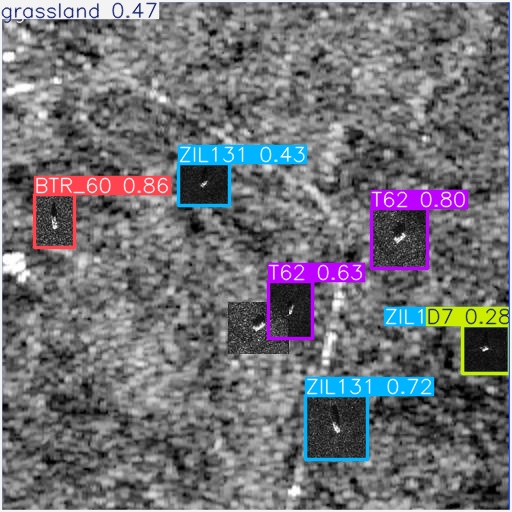 grassland 0.47
ZIL131 0.43
BTR_60 0.86
T62 0.80
T62 0.63
ZIL1
D7 0.28
ZIL131 0.72